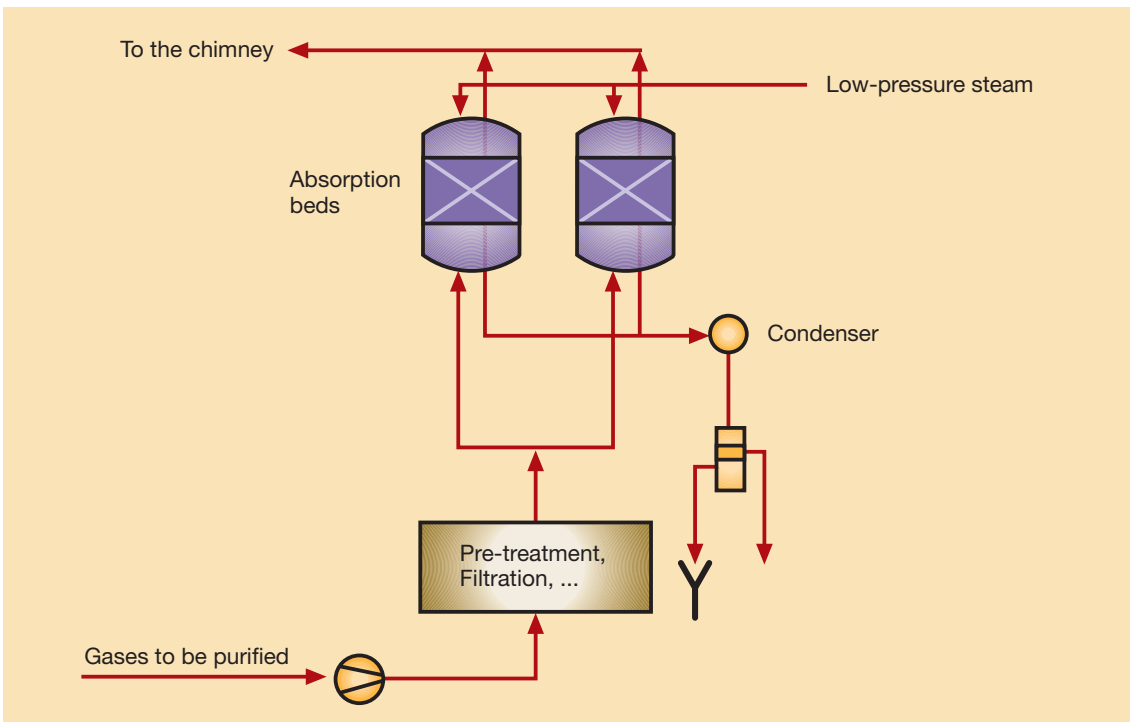 To the chimney
Low-pressure steam
Absorption
beds
Condenser
Pre-treatment,
Filtration, ...
Gases to be purified